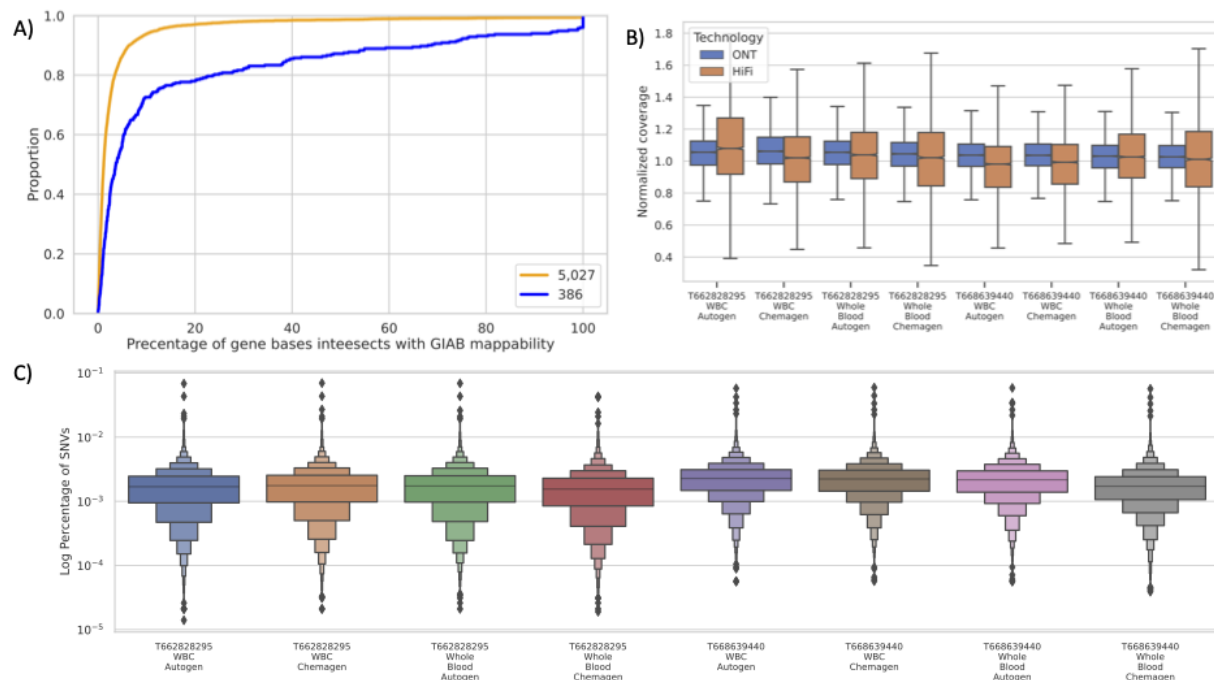 A)
1.0
0.8
0.6
0.4
0.2
0.0
Proportion
0 20 40 60 80 100
Precentage of gene bases inteesects with GIAB mappability
5,027
386
B)
1.8
1.6
1.4
1.2
1.0
0.8
0.6
0.4
Normalized coverage
Technology
ONT
HiFi
T662828295 T662828295 T662828295 T662828295 T668639440 T668639440 T668639440 T668639440
WBC WBC Whole Whole WBC WBC Whole Whole
Autogen Chemagen Blood Blood Autogen Chemagen Blood Blood
Autogen Chemagen Autogen Chemagen
C)
10⁻¹
10⁻²
10⁻³
10⁻⁴
10⁻⁵
Log Percentage of SNVs
T662828295 T662828295 T662828295 T662828295 T668639440 T668639440 T668639440 T668639440
WBC WBC Whole Whole WBC WBC Whole Whole
Autogen Chemagen Blood Blood Autogen Chemagen Blood Blood
Autogen Chemagen Autogen Chemagen